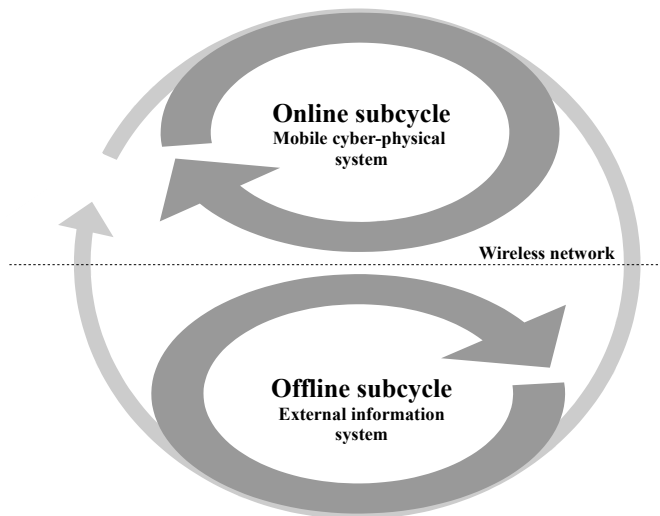 Online subcycle
Mobile cyber-physical
system
Wireless network
Offline subcycle
External information
system